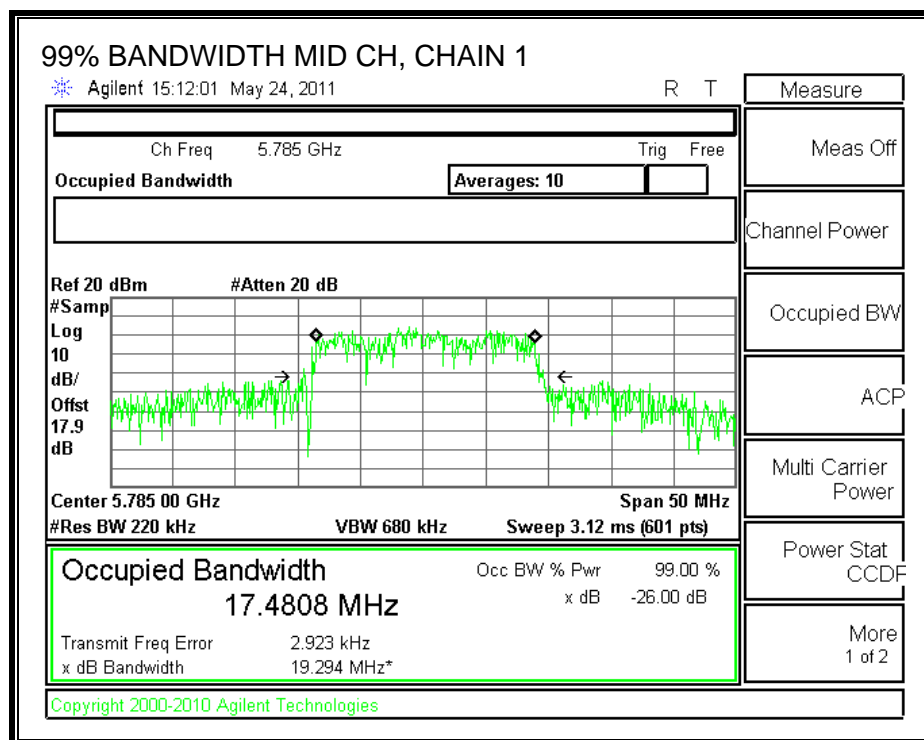 99% BANDWIDTH MID CH, CHAIN 1
Agilent 15:12:01 May 24, 2011 R T
Measure
Ch Freq 5.785 GHz Trig Free
Meas Off
Occupied Bandwidth Averages: 10
Channel Power
Ref 20 dBm #Atten 20 dB
#Samp
Log
10
dB/
Offst
17.9
dB
Occupied BW
ACP
Multi Carrier
Power
Center 5.785 00 GHz Span 50 MHz
#Res BW 220 kHz VBW 680 kHz Sweep 3.12 ms (601 pts)
Power Stat
CCDF
Occupied Bandwidth Occ BW % Pwr 99.00 %
17.4808 MHz x dB -26.00 dB
Transmit Freq Error 2.923 kHz
x dB Bandwidth 19.294 MHz*
More
1 of 2
Copyright 2000-2010 Agilent Technologies